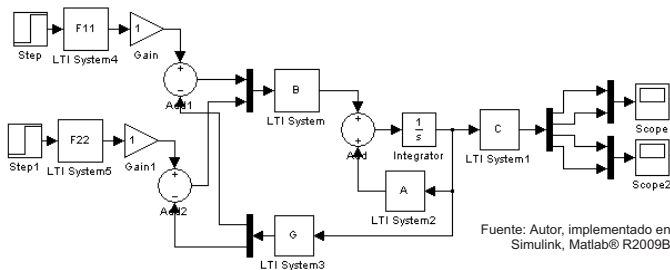 F11
1
Step
LTI System4
Gain
+
−
Add1
B
LTI System
+
+
Add
1
s
Integrator
C
LTI System1
Scope
Scope2
F22
1
Step1
LTI System5
Gain1
+
−
Add2
A
LTI System2
G
LTI System3
Fuente: Autor, implementado en
Simulink, Matlab® R2009B